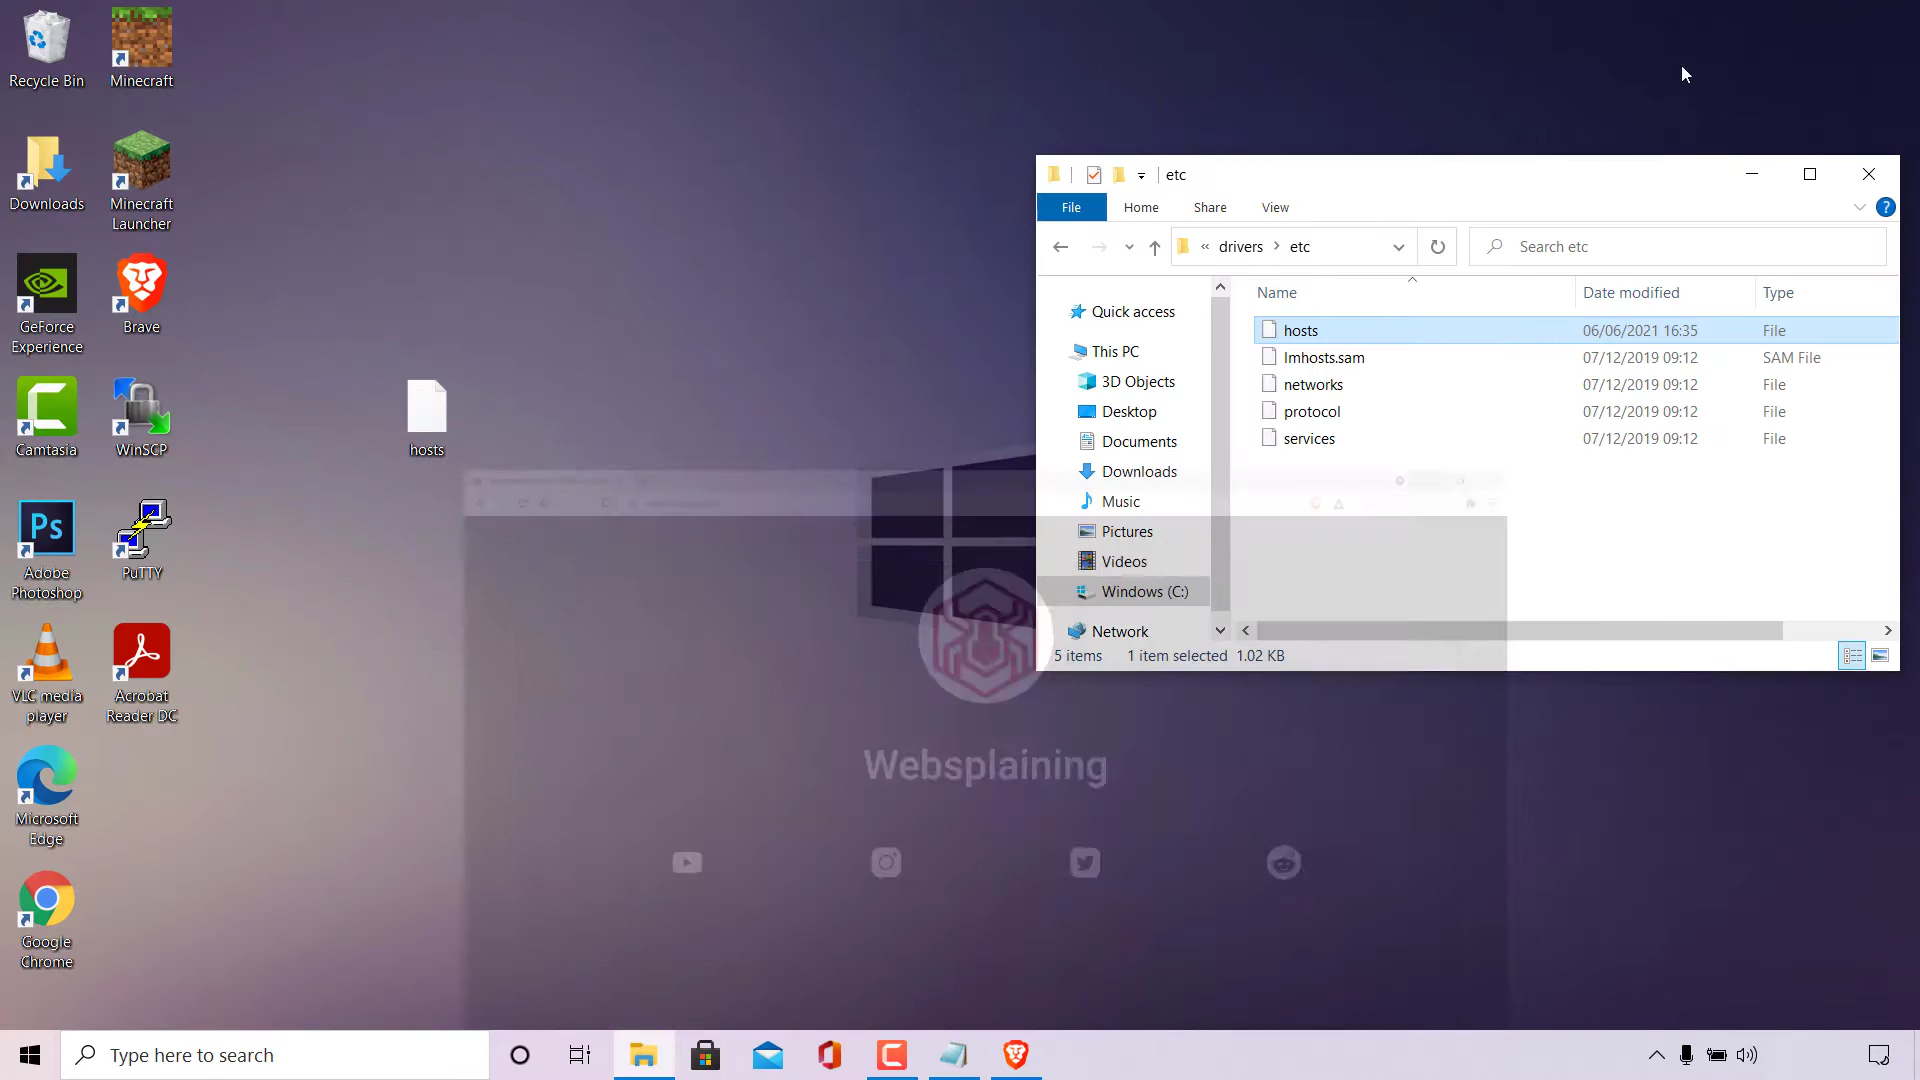 Recycle Bin
Minecraft
Downloads
Minecraft
Launcher
GeForce
Experience
Brave
Camtasia
WinSCP
hosts
Ps
Adobe
Photoshop
PuTTY
VLC media
player
Acrobat
Reader DC
Microsoft
Edge
Google
Chrome
etc
File
Home
Share
View
?
« drivers > etc
Search etc
Quick access
This PC
3D Objects
Desktop
Documents
Downloads
Music
Pictures
Videos
Windows (C:)
Network
Name
Date modified
Type
hosts 06/06/2021 16:35 File
lmhosts.sam 07/12/2019 09:12 SAM File
networks 07/12/2019 09:12 File
protocol 07/12/2019 09:12 File
services 07/12/2019 09:12 File
5 items 1 item selected 1.02 KB
Websplaining
Type here to search